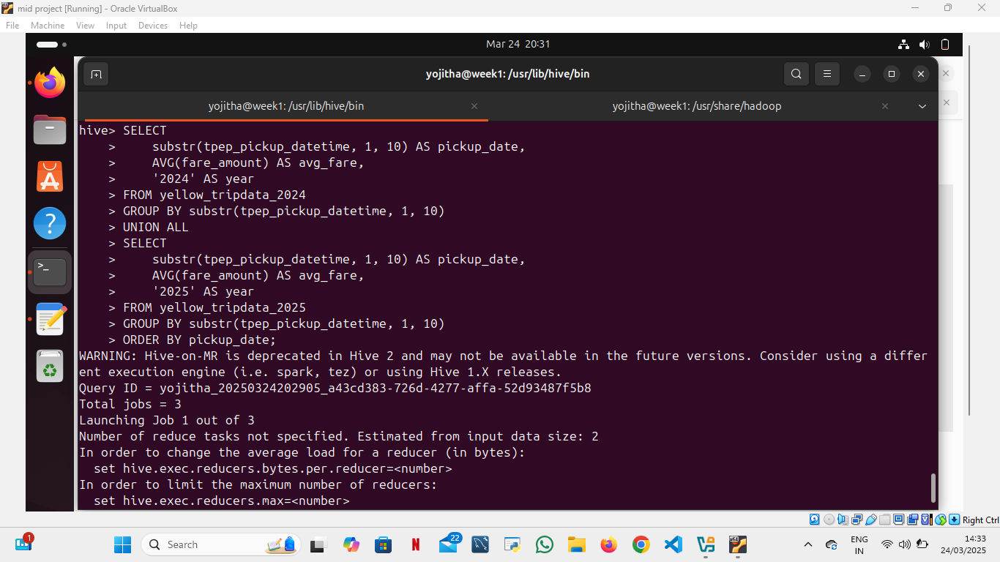 mid project [Running] - Oracle VirtualBox
File Machine View Input Devices Help
Mar 24 20:31
yojitha@week1: /usr/lib/hive/bin
yojitha@week1: /usr/lib/hive/bin
yojitha@week1: /usr/share/hadoop
hive> SELECT
> substr(tpep_pickup_datetime, 1, 10) AS pickup_date,
> AVG(fare_amount) AS avg_fare,
> '2024' AS year
> FROM yellow_tripdata_2024
> GROUP BY substr(tpep_pickup_datetime, 1, 10)
> UNION ALL
> SELECT
> substr(tpep_pickup_datetime, 1, 10) AS pickup_date,
> AVG(fare_amount) AS avg_fare,
> '2025' AS year
> FROM yellow_tripdata_2025
> GROUP BY substr(tpep_pickup_datetime, 1, 10)
> ORDER BY pickup_date;
WARNING: Hive-on-MR is deprecated in Hive 2 and may not be available in the future versions. Consider using a differ
ent execution engine (i.e. spark, tez) or using Hive 1.X releases.
Query ID = yojitha_20250324202905_a43cd383-726d-4277-affa-52d93487f5b8
Total jobs = 3
Launching Job 1 out of 3
Number of reduce tasks not specified. Estimated from input data size: 2
In order to change the average load for a reducer (in bytes):
set hive.exec.reducers.bytes.per.reducer=<number>
In order to limit the maximum number of reducers:
set hive.exec.reducers.max=<number>
Right Ctrl
1
Search
22
ENG
IN
14:33
24/03/2025